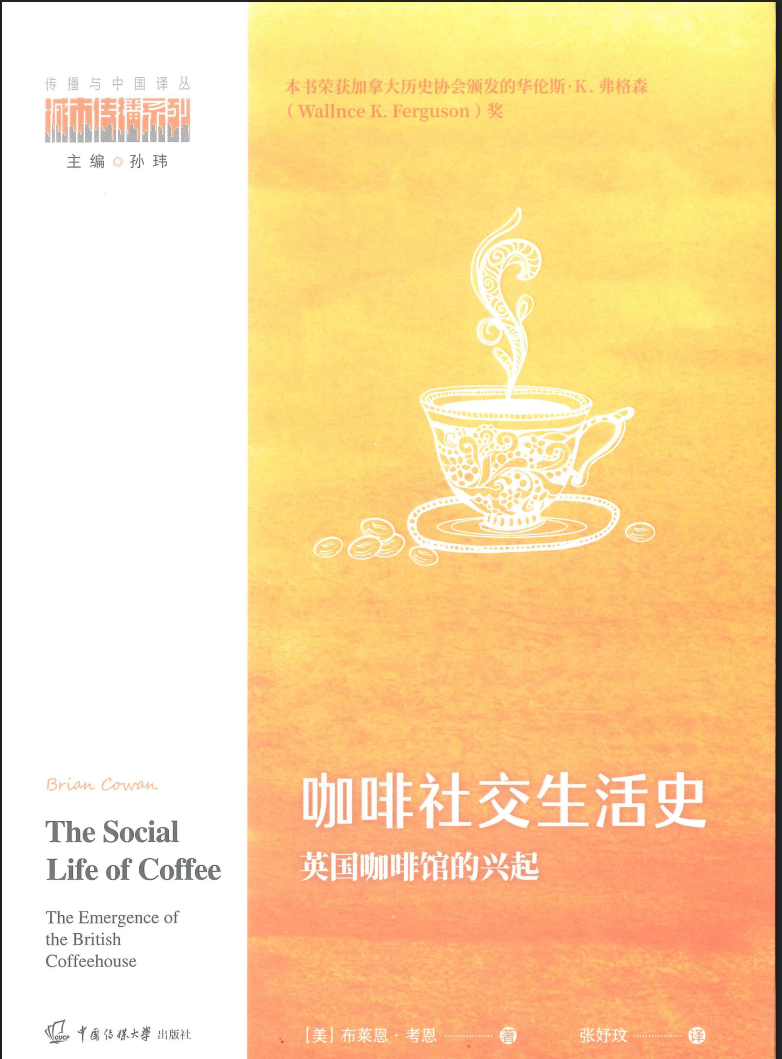 传播与中国译丛
城市传播系列
主编 孙玮
本书荣获加拿大历史协会颁发的华伦斯·K. 弗格森
（Wallnce K. Ferguson）奖
Brian Cowan
The Social
Life of Coffee
The Emergence of
the British
Coffeehouse
CUCP 中国传媒大学 出版社
咖啡社交生活史
英国咖啡馆的兴起
[美] 布莱恩·考恩 ············ 著 张妤玟 ············ 译